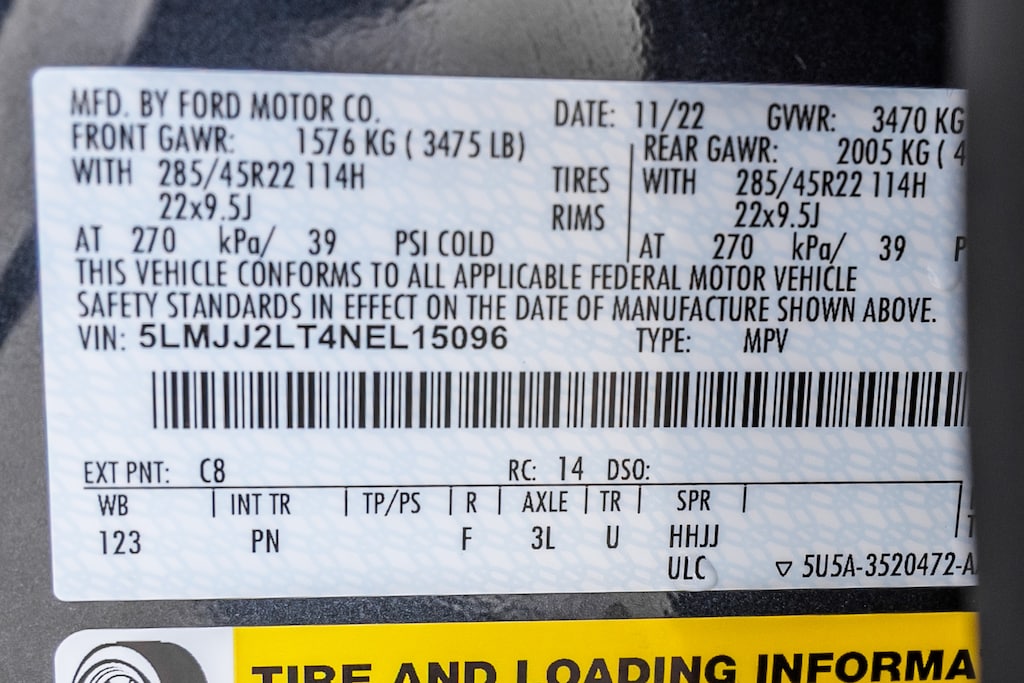 MFD. BY FORD MOTOR CO. DATE: 11/22 GVWR: 3470 KG
FRONT GAWR: 1576 KG ( 3475 LB) REAR GAWR: 2005 KG ( 4
WITH 285/45R22 114H TIRES WITH 285/45R22 114H
22x9.5J RIMS 22x9.5J
AT 270 kPa/ 39 PSI COLD AT 270 kPa/ 39 P
THIS VEHICLE CONFORMS TO ALL APPLICABLE FEDERAL MOTOR VEHICLE
SAFETY STANDARDS IN EFFECT ON THE DATE OF MANUFACTURE SHOWN ABOVE.
VIN: 5LMJJ2LT4NEL15096 TYPE: MPV
EXT PNT: C8 RC: 14 DSO:
WB INT TR TP/PS R AXLE TR SPR
123 PN F 3L U HHJJ
ULC ▽ 5U5A-3520472-A
TIRE AND LOADING INFORMA